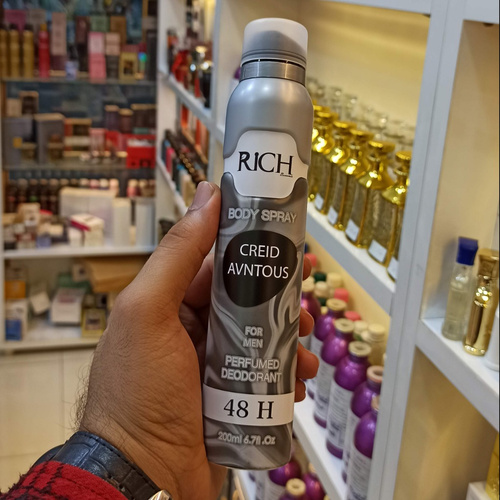 RICH
BODY SPRAY
CREID
AVNTOUS
FOR
MEN
PERFUMED
DEODORANT
48 H
200ml 6.7fl.Oz